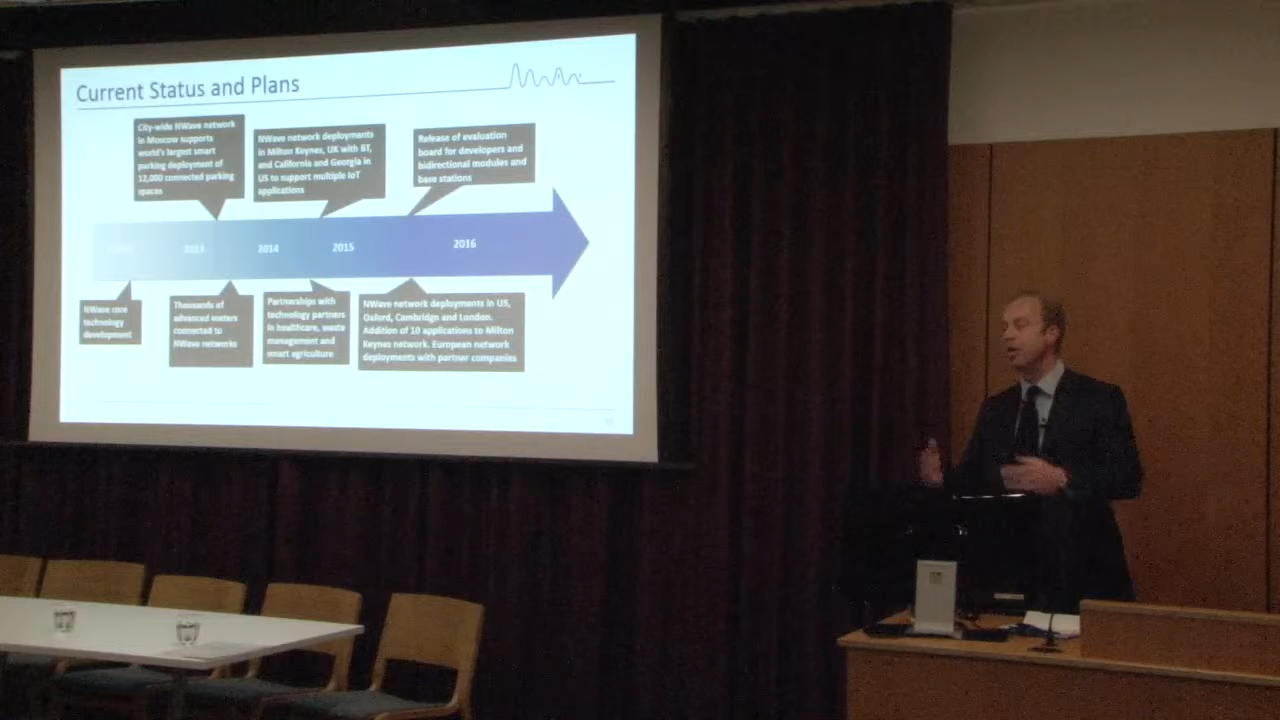 Current Status and Plans
City-wide NWave network
in Moscow supports
world's largest smart
parking deployment of
12,000 connected parking
spaces
NWave network deployments
in Milton Keynes, UK with BT,
and California and Georgia in
US to support multiple IoT
applications
Release of evaluation
board for developers and
bidirectional modules and
base stations
2013
2014
2015
2016
NWave core
technology
development
Thousands of
advanced meters
connected to
NWave networks
Partnerships with
technology partners
in healthcare, waste
management and
smart agriculture
NWave network deployments in US,
Oxford, Cambridge and London.
Addition of 10 applications to Milton
Keynes network. European network
deployments with partner companies